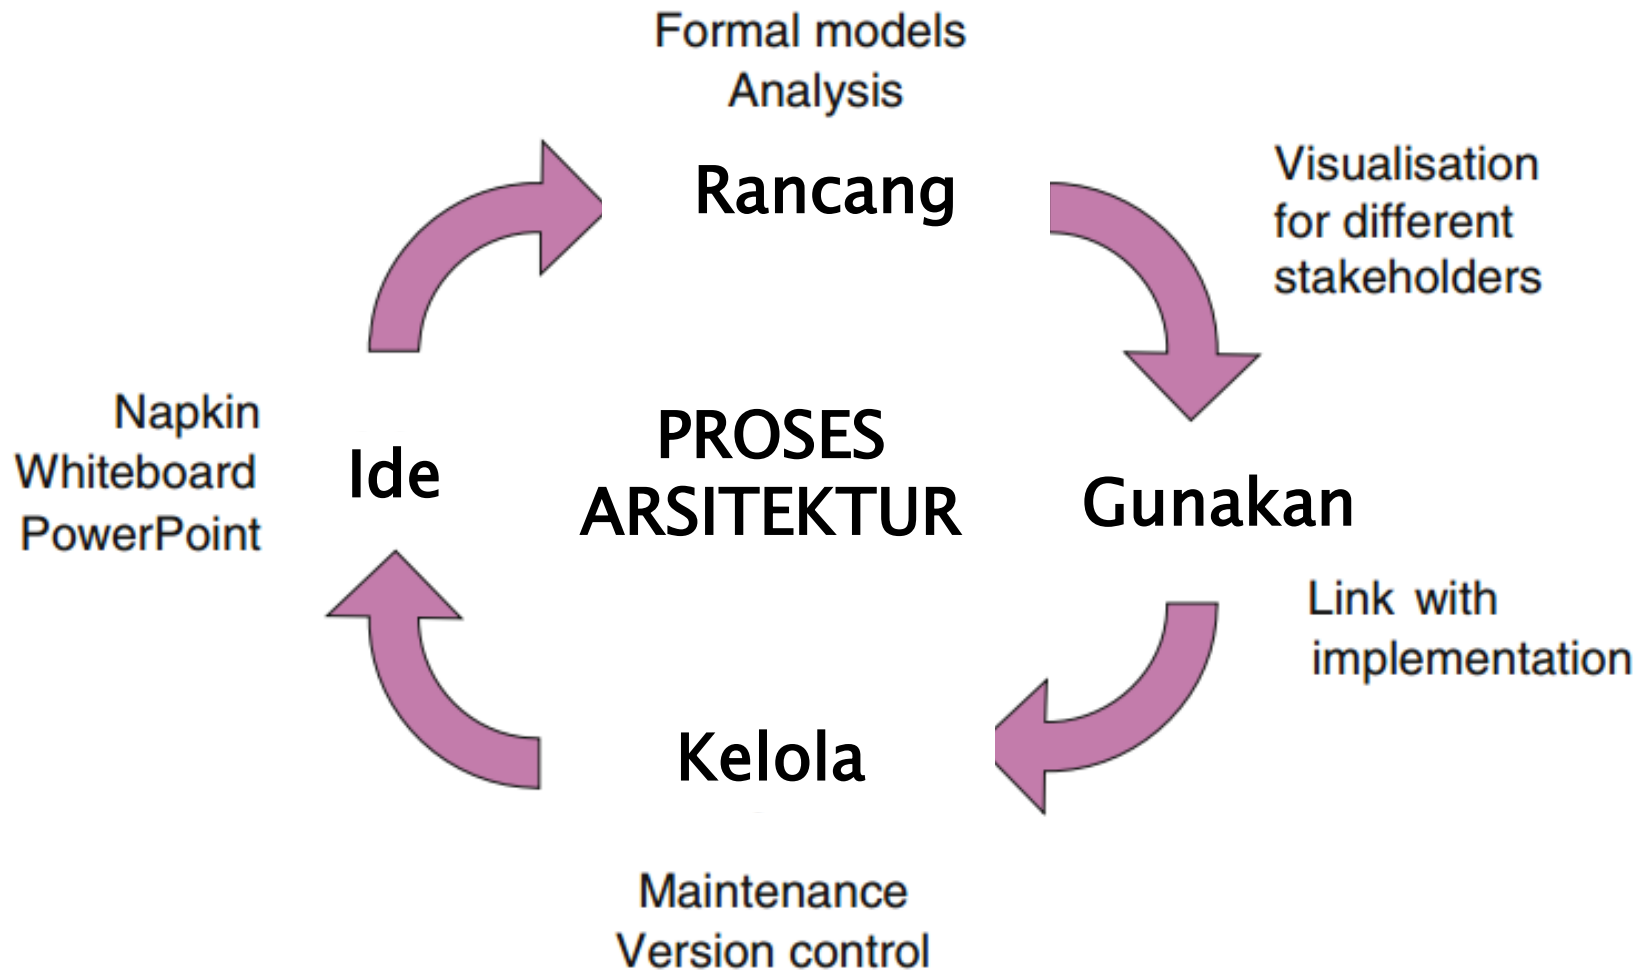 Formal models
Analysis
Rancang
Visualisation
for different
stakeholders
Napkin
Whiteboard
PowerPoint
Ide
PROSES
ARSITEKTUR
Gunakan
Link with
implementation
Kelola
Maintenance
Version control